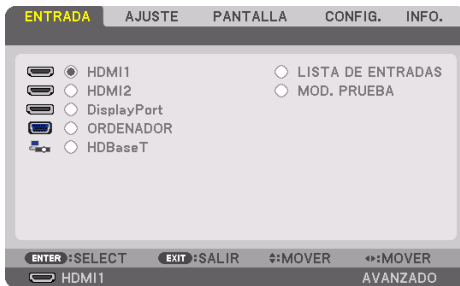 ENTRADA AJUSTE PANTALLA CONFIG. INFO.
HDMI1 LISTA DE ENTRADAS
HDMI2 MOD. PRUEBA
DisplayPort
ORDENADOR
HDBaseT
ENTER:SELECT EXIT:SALIR :MOVER :MOVER
HDMI1 AVANZADO